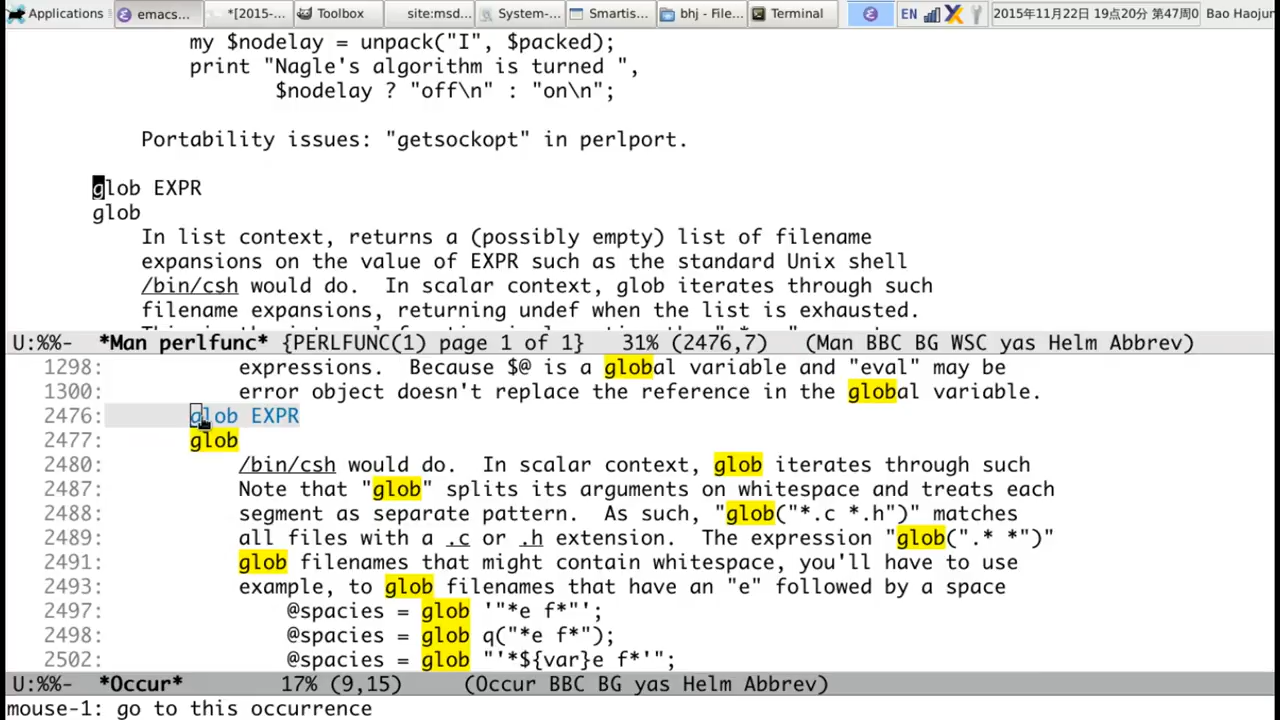 Applications emacs... *[2015-... Toolbox site:msd... System-... Smartis... bhj - File... Terminal EN 2015年11月22日 19点20分 第47周0 Bao Haojun
my $nodelay = unpack("I", $packed);
print "Nagle's algorithm is turned ",
$nodelay ? "off\n" : "on\n";
Portability issues: "getsockopt" in perlport.
glob EXPR
glob
In list context, returns a (possibly empty) list of filename
expansions on the value of EXPR such as the standard Unix shell
/bin/csh would do.  In scalar context, glob iterates through such
filename expansions, returning undef when the list is exhausted.
U:%%-  *Man perlfunc* {PERLFUNC(1) page 1 of 1}   31% (2476,7)   (Man BBC BG WSC yas Helm Abbrev)
1298: expressions.  Because $@ is a global variable and "eval" may be
1300: error object doesn't replace the reference in the global variable.
2476: glob EXPR
2477: glob
2480: /bin/csh would do.  In scalar context, glob iterates through such
2487: Note that "glob" splits its arguments on whitespace and treats each
2488: segment as separate pattern.  As such, "glob("*.c *.h")" matches
2489: all files with a .c or .h extension.  The expression "glob(".* *")"
2491: glob filenames that might contain whitespace, you'll have to use
2493: example, to glob filenames that have an "e" followed by a space
2497: @spacies = glob '"*e f*"';
2498: @spacies = glob q("*e f*");
2502: @spacies = glob "'*${var}e f*'";
U:%%-  *Occur*   17% (9,15)   (Occur BBC BG yas Helm Abbrev)
mouse-1: go to this occurrence